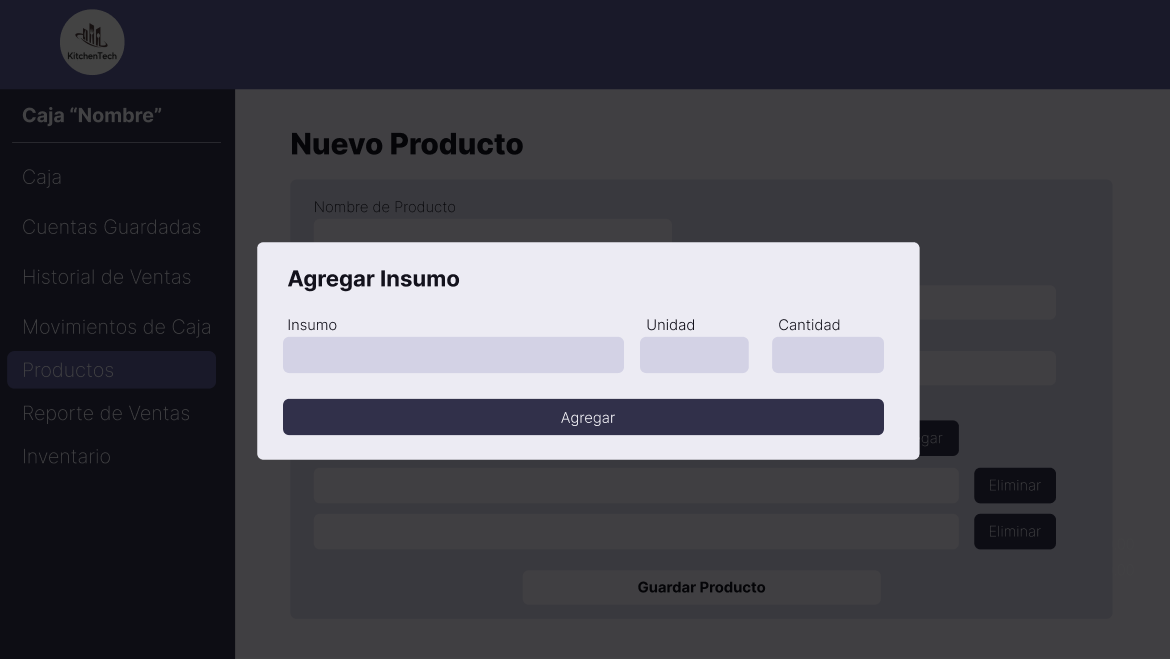 KitchenTech
Caja “Nombre”
Caja
Cuentas Guardadas
Historial de Ventas
Movimientos de Caja
Productos
Reporte de Ventas
Inventario
Nuevo Producto
Nombre de Producto
Agregar Insumo
Insumo Unidad Cantidad
Agregar
gar
Eliminar
Eliminar
Guardar Producto